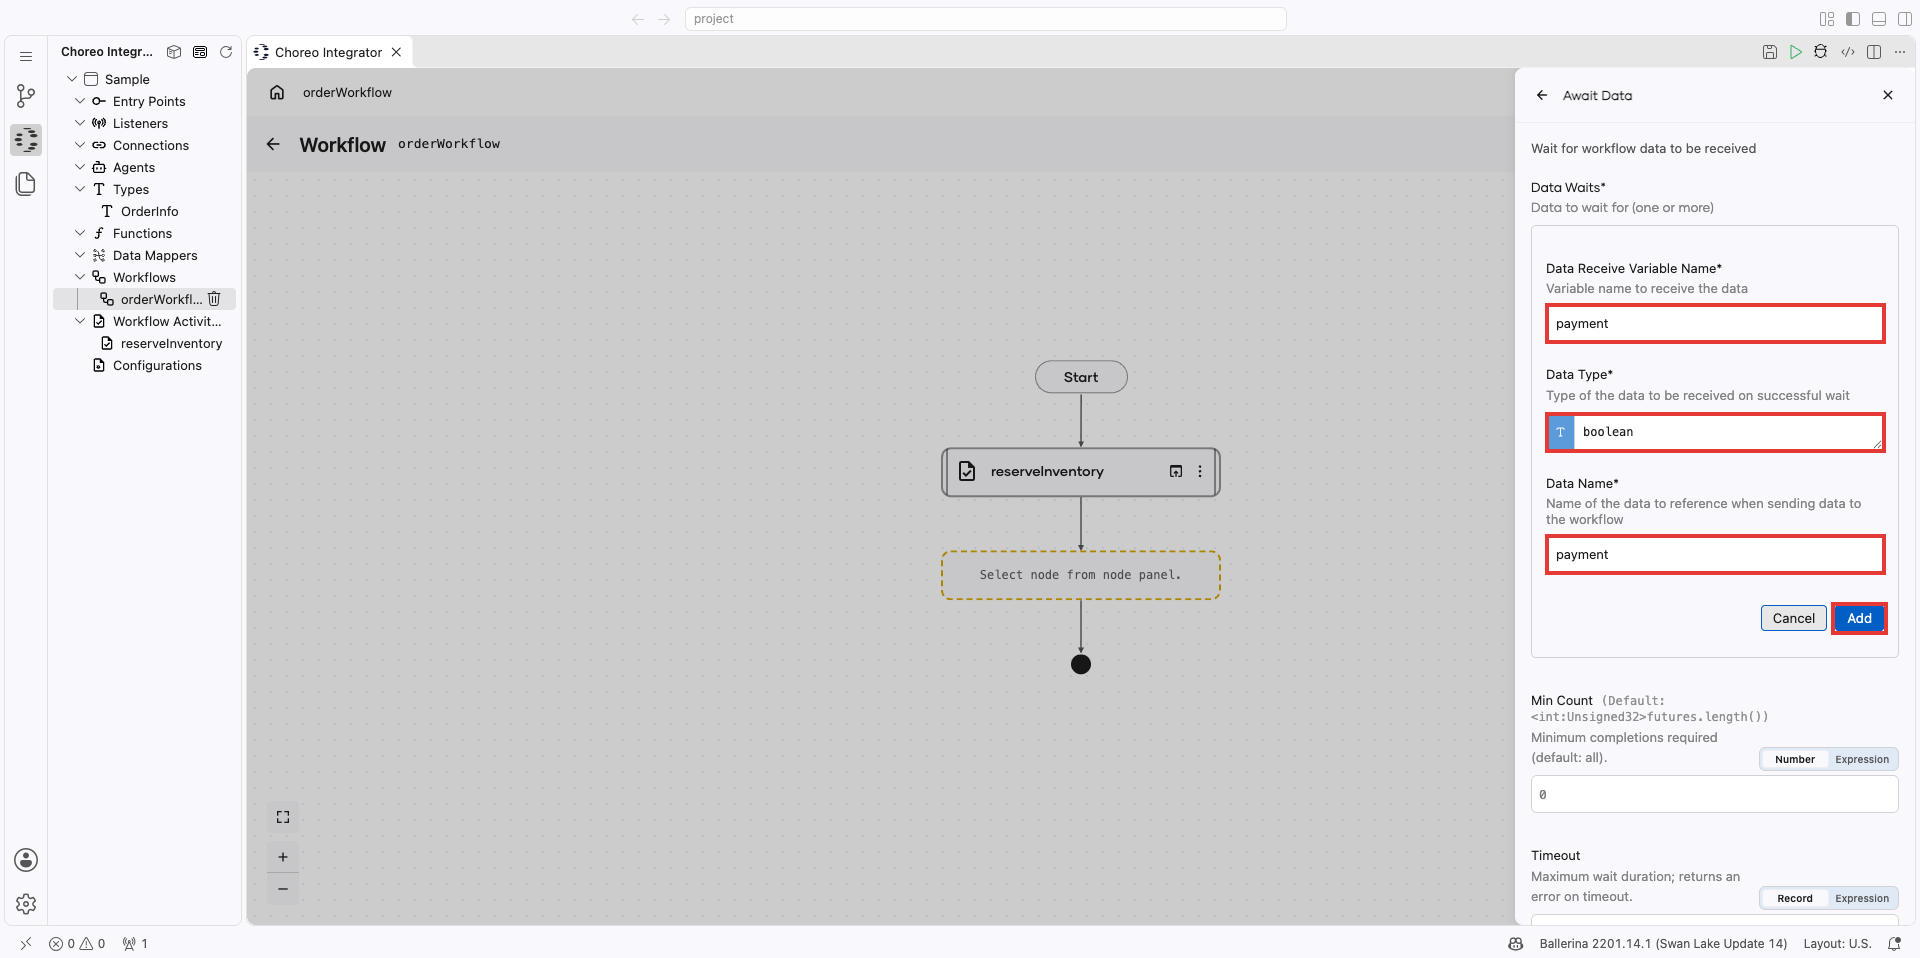 project
Choreo Integr...
Choreo Integrator
Sample
Entry Points
Listeners
Connections
Agents
Types
OrderInfo
Functions
Data Mappers
Workflows
orderWorkfl...
Workflow Activit...
reserveInventory
Configurations
orderWorkflow
Workflow orderWorkflow
Start
reserveInventory
Select node from node panel.
Await Data
Wait for workflow data to be received
Data Waits*
Data to wait for (one or more)
Data Receive Variable Name*
Variable name to receive the data
payment
Data Type*
Type of the data to be received on successful wait
T boolean
Data Name*
Name of the data to reference when sending data to
the workflow
payment
Cancel Add
Min Count (Default:
<int:Unsigned32>futures.length())
Minimum completions required
(default: all).
Number Expression
0
Timeout
Maximum wait duration; returns an
error on timeout.
Record Expression
0 0 1
Ballerina 2201.14.1 (Swan Lake Update 14) Layout: U.S.